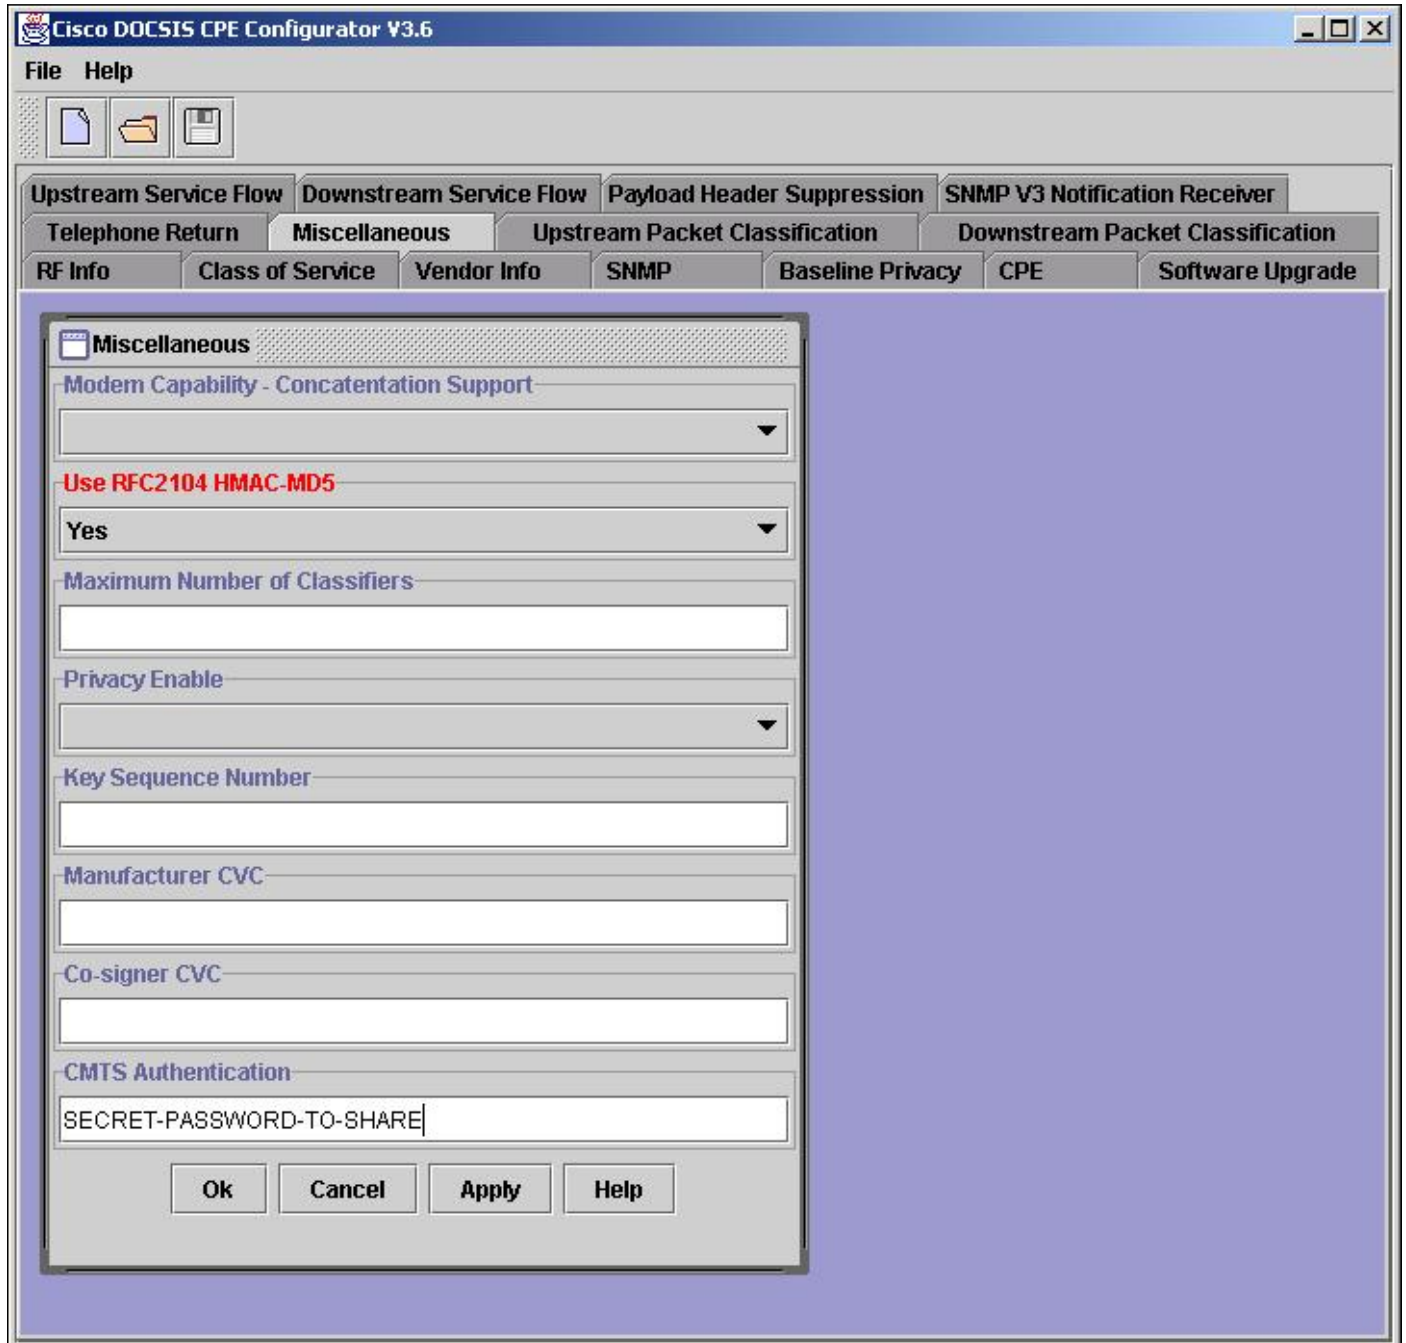 Cisco DOCSIS CPE Configurator V3.6
File Help
Upstream Service Flow Downstream Service Flow Payload Header Suppression SNMP V3 Notification Receiver
Telephone Return Miscellaneous Upstream Packet Classification Downstream Packet Classification
RF Info Class of Service Vendor Info SNMP Baseline Privacy CPE Software Upgrade
Miscellaneous
Modem Capability - Concatentation Support
Use RFC2104 HMAC-MD5
Yes
Maximum Number of Classifiers
Privacy Enable
Key Sequence Number
Manufacturer CVC
Co-signer CVC
CMTS Authentication
SECRET-PASSWORD-TO-SHARE
Ok Cancel Apply Help